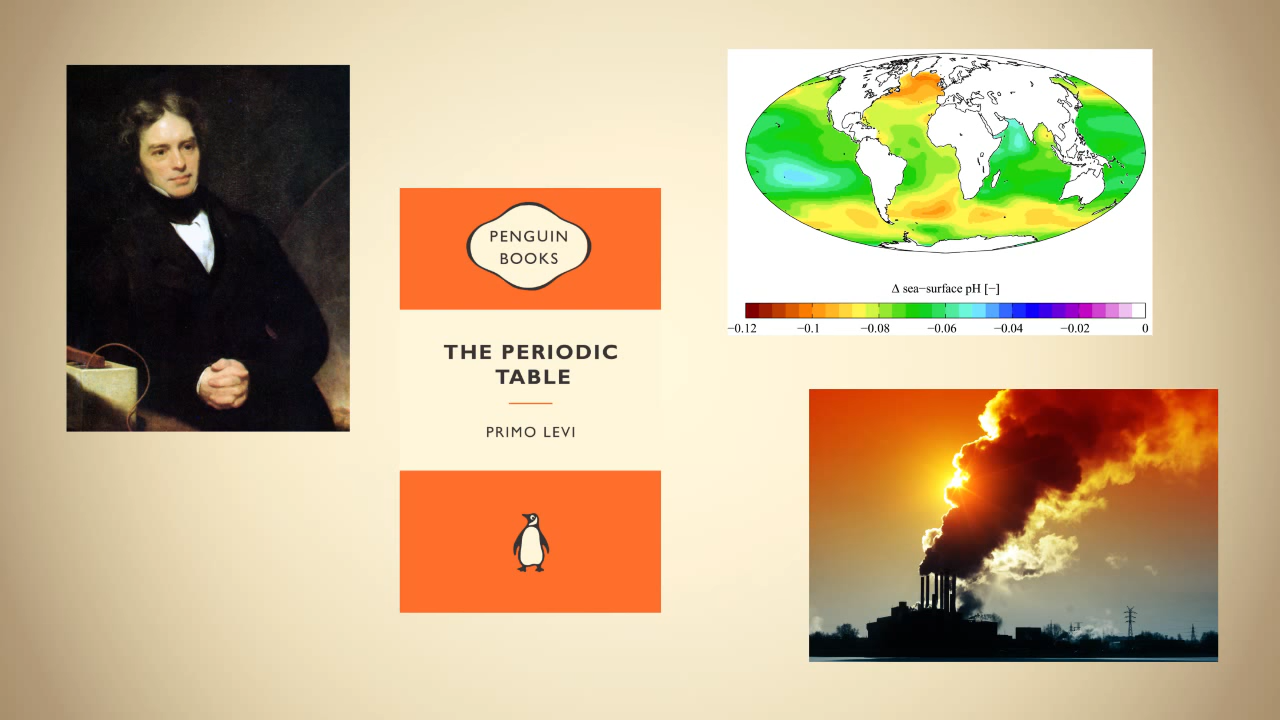 PENGUIN
BOOKS
THE PERIODIC
TABLE
PRIMO LEVI
Δ sea−surface pH [−]
−0.12 −0.1 −0.08 −0.06 −0.04 −0.02 0